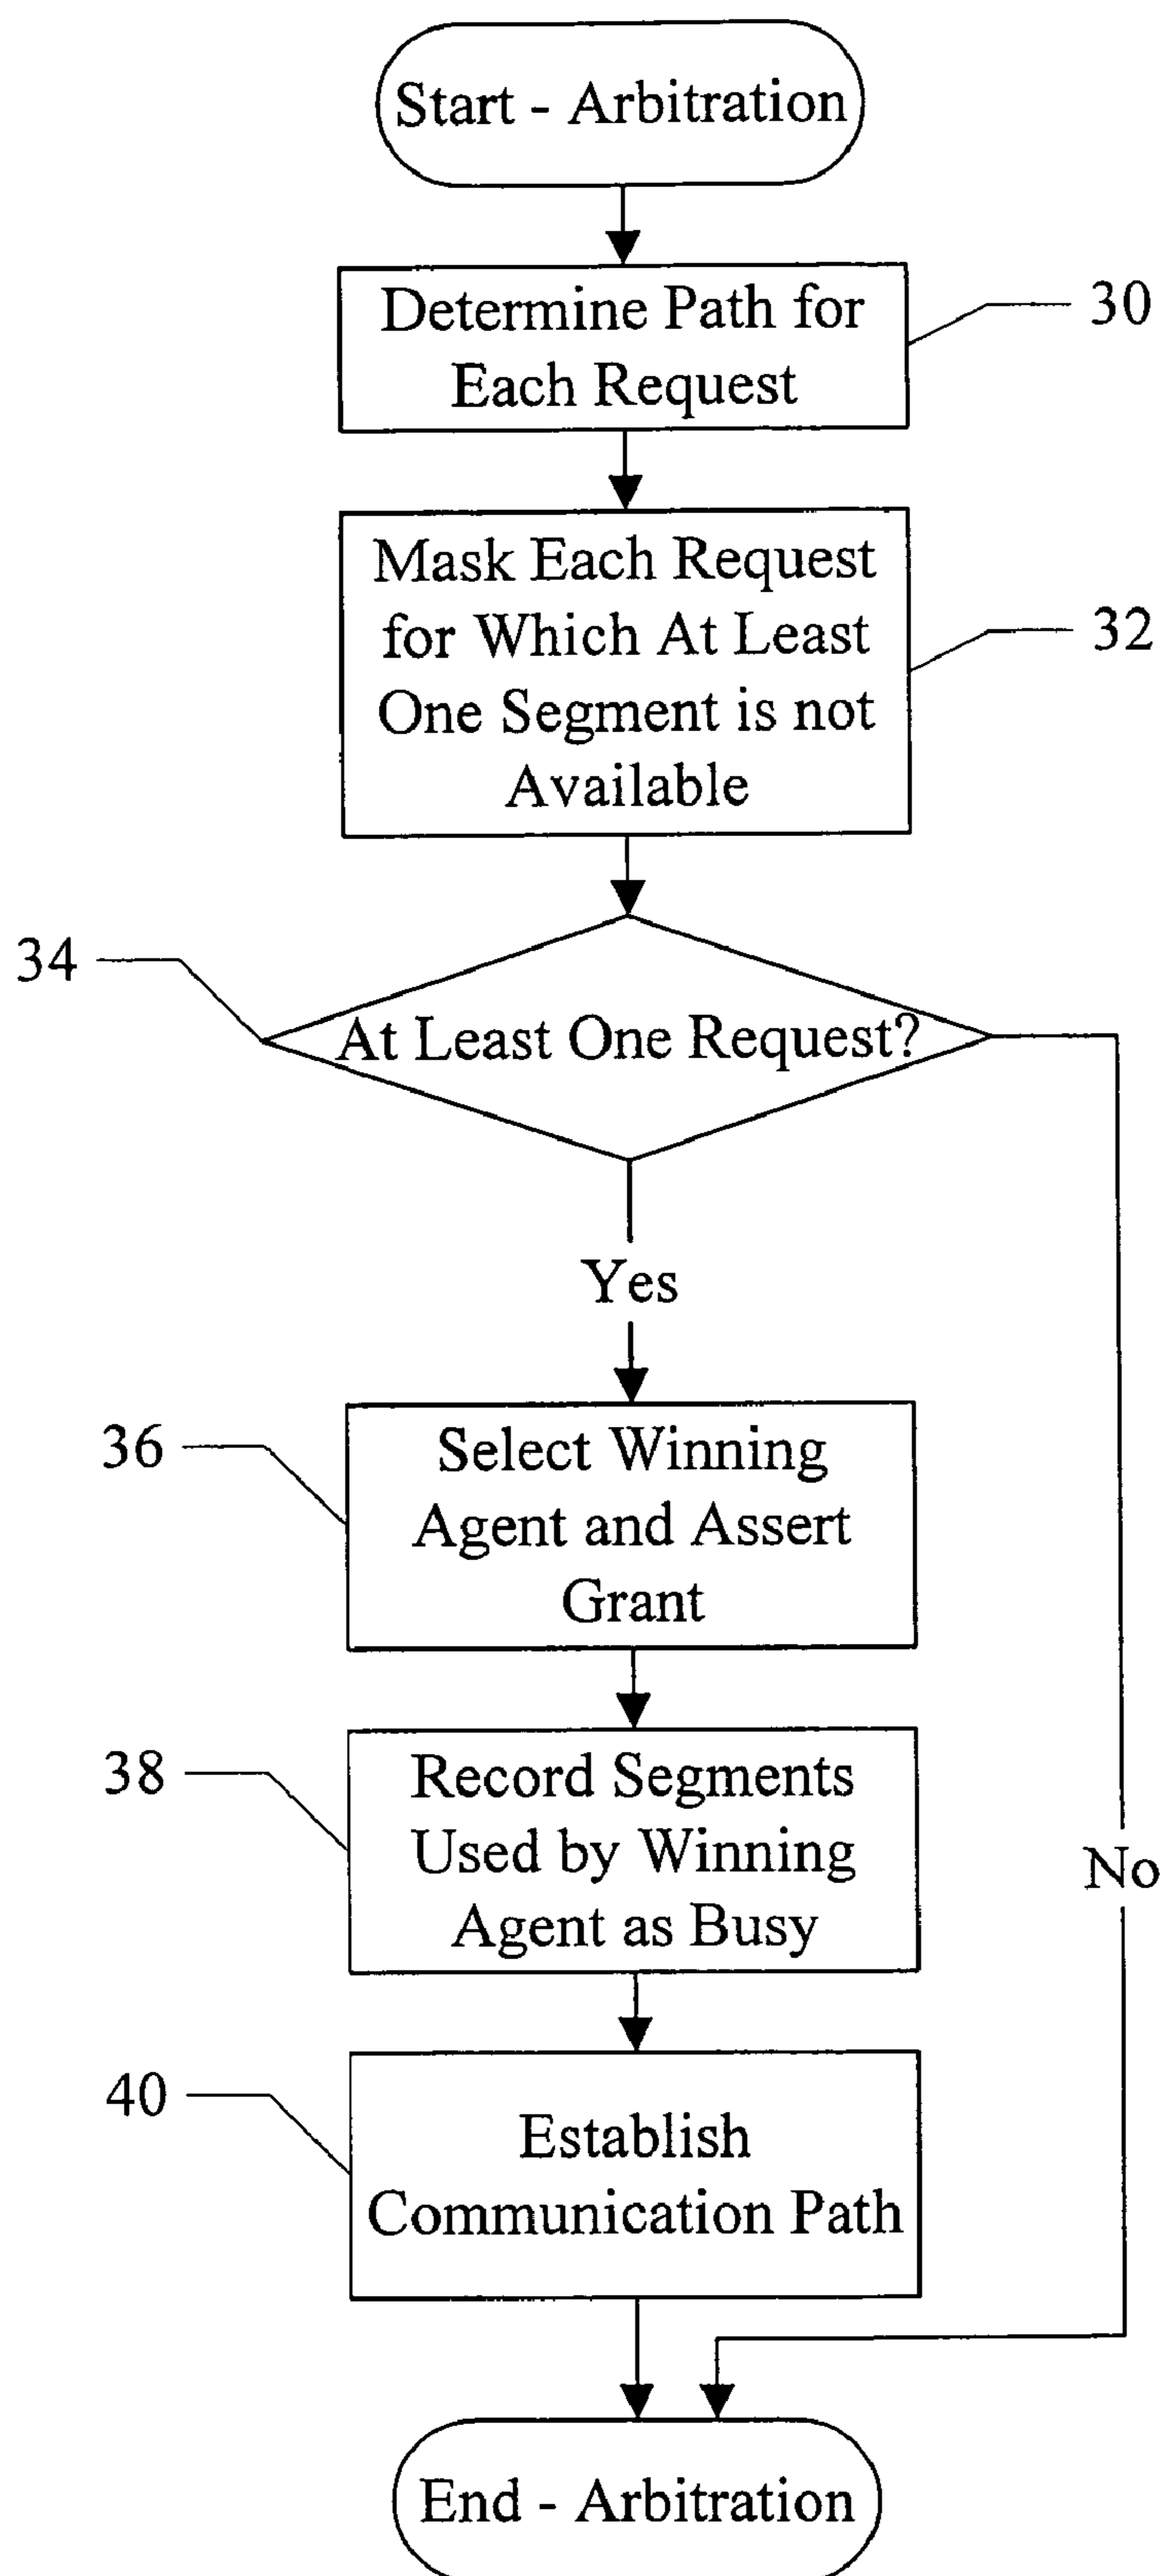 Start - Arbitration
Determine Path for
Each Request
30
Mask Each Request
for Which At Least
One Segment is not
Available
32
34
At Least One Request?
Yes
36
Select Winning
Agent and Assert
Grant
38
Record Segments
Used by Winning
Agent as Busy
No
40
Establish
Communication Path
End - Arbitration